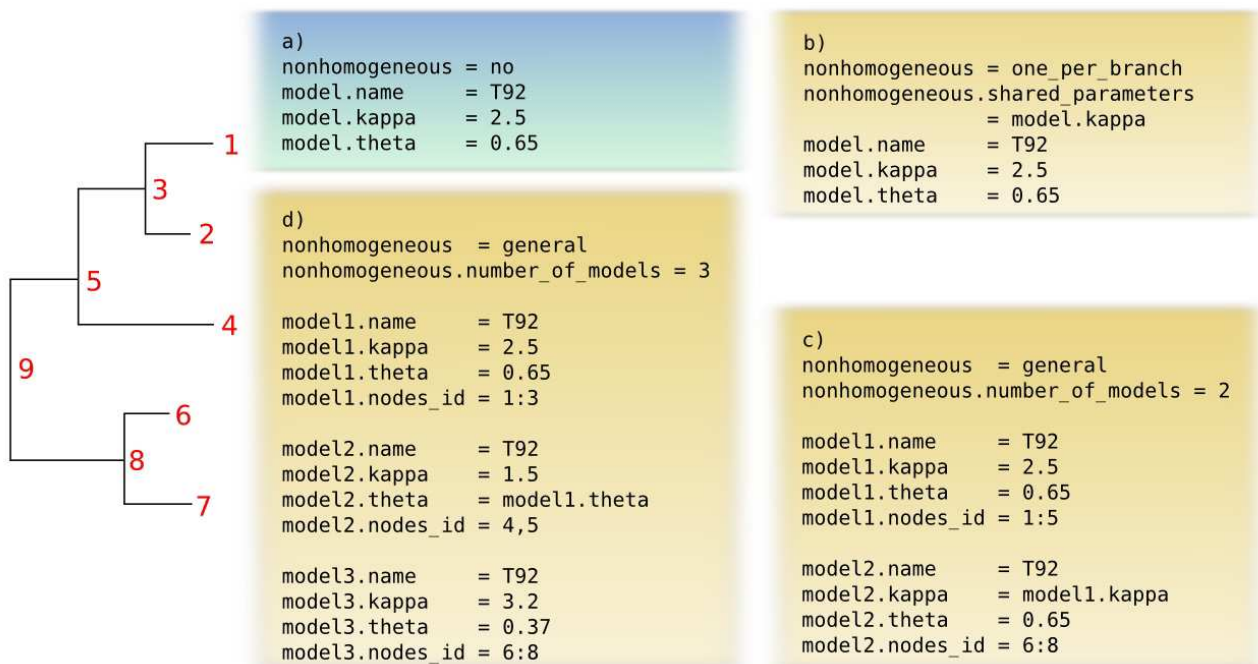 1
3
2
5
4
9
6
8
7
a)
nonhomogeneous = no
model.name = T92
model.kappa = 2.5
model.theta = 0.65
b)
nonhomogeneous = one_per_branch
nonhomogeneous.shared_parameters
= model.kappa
model.name = T92
model.kappa = 2.5
model.theta = 0.65
d)
nonhomogeneous = general
nonhomogeneous.number_of_models = 3
model1.name = T92
model1.kappa = 2.5
model1.theta = 0.65
model1.nodes_id = 1:3
model2.name = T92
model2.kappa = 1.5
model2.theta = model1.theta
model2.nodes_id = 4,5
model3.name = T92
model3.kappa = 3.2
model3.theta = 0.37
model3.nodes_id = 6:8
c)
nonhomogeneous = general
nonhomogeneous.number_of_models = 2
model1.name = T92
model1.kappa = 2.5
model1.theta = 0.65
model1.nodes_id = 1:5
model2.name = T92
model2.kappa = model1.kappa
model2.theta = 0.65
model2.nodes_id = 6:8